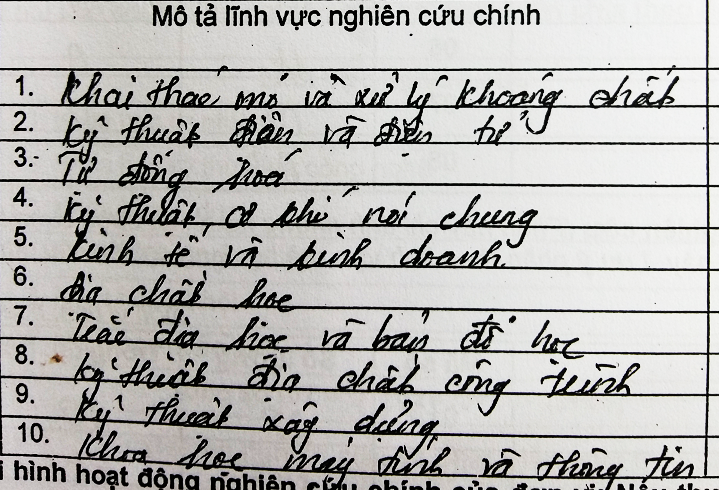 Mô tả lĩnh vực nghiên cứu chính
1. Khai thác mỏ và xử lý khoáng chất
2. Kỹ thuật điện và điện tử
3. Tự động hoá
4. Kỹ thuật cơ khí nói chung
5. Kinh tế và kinh doanh
6. Địa chất học
7. Trắc địa học và bản đồ học
8. Kỹ thuật địa chất công trình
9. Kỹ thuật xây dựng
10. Khoa học máy tính và thông tin
hình hoạt động nghiên cứu chính của đơn vị. Nếu